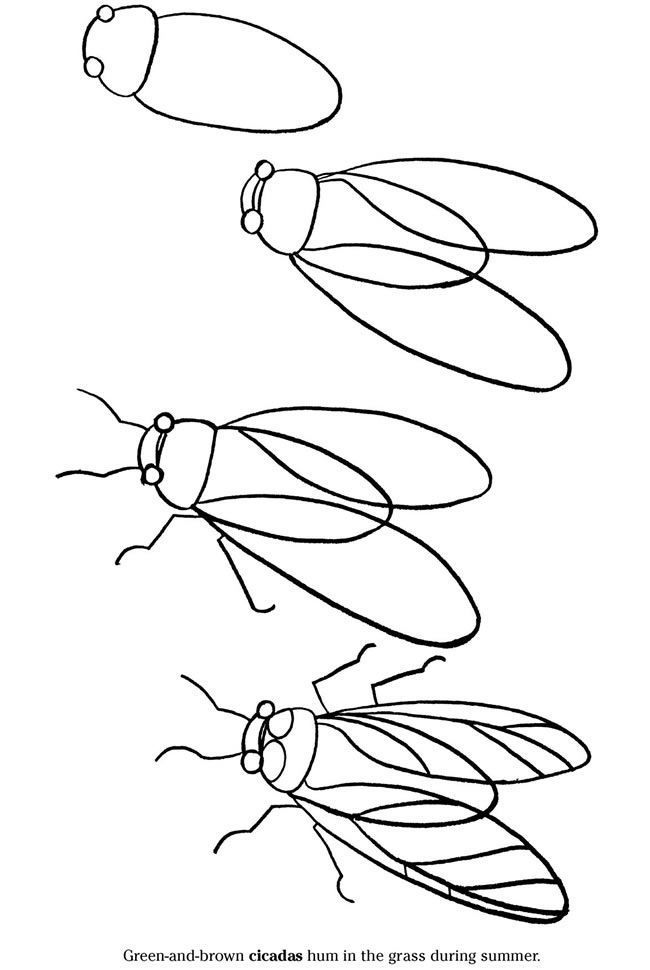 Green-and-brown cicadas hum in the grass during summer.